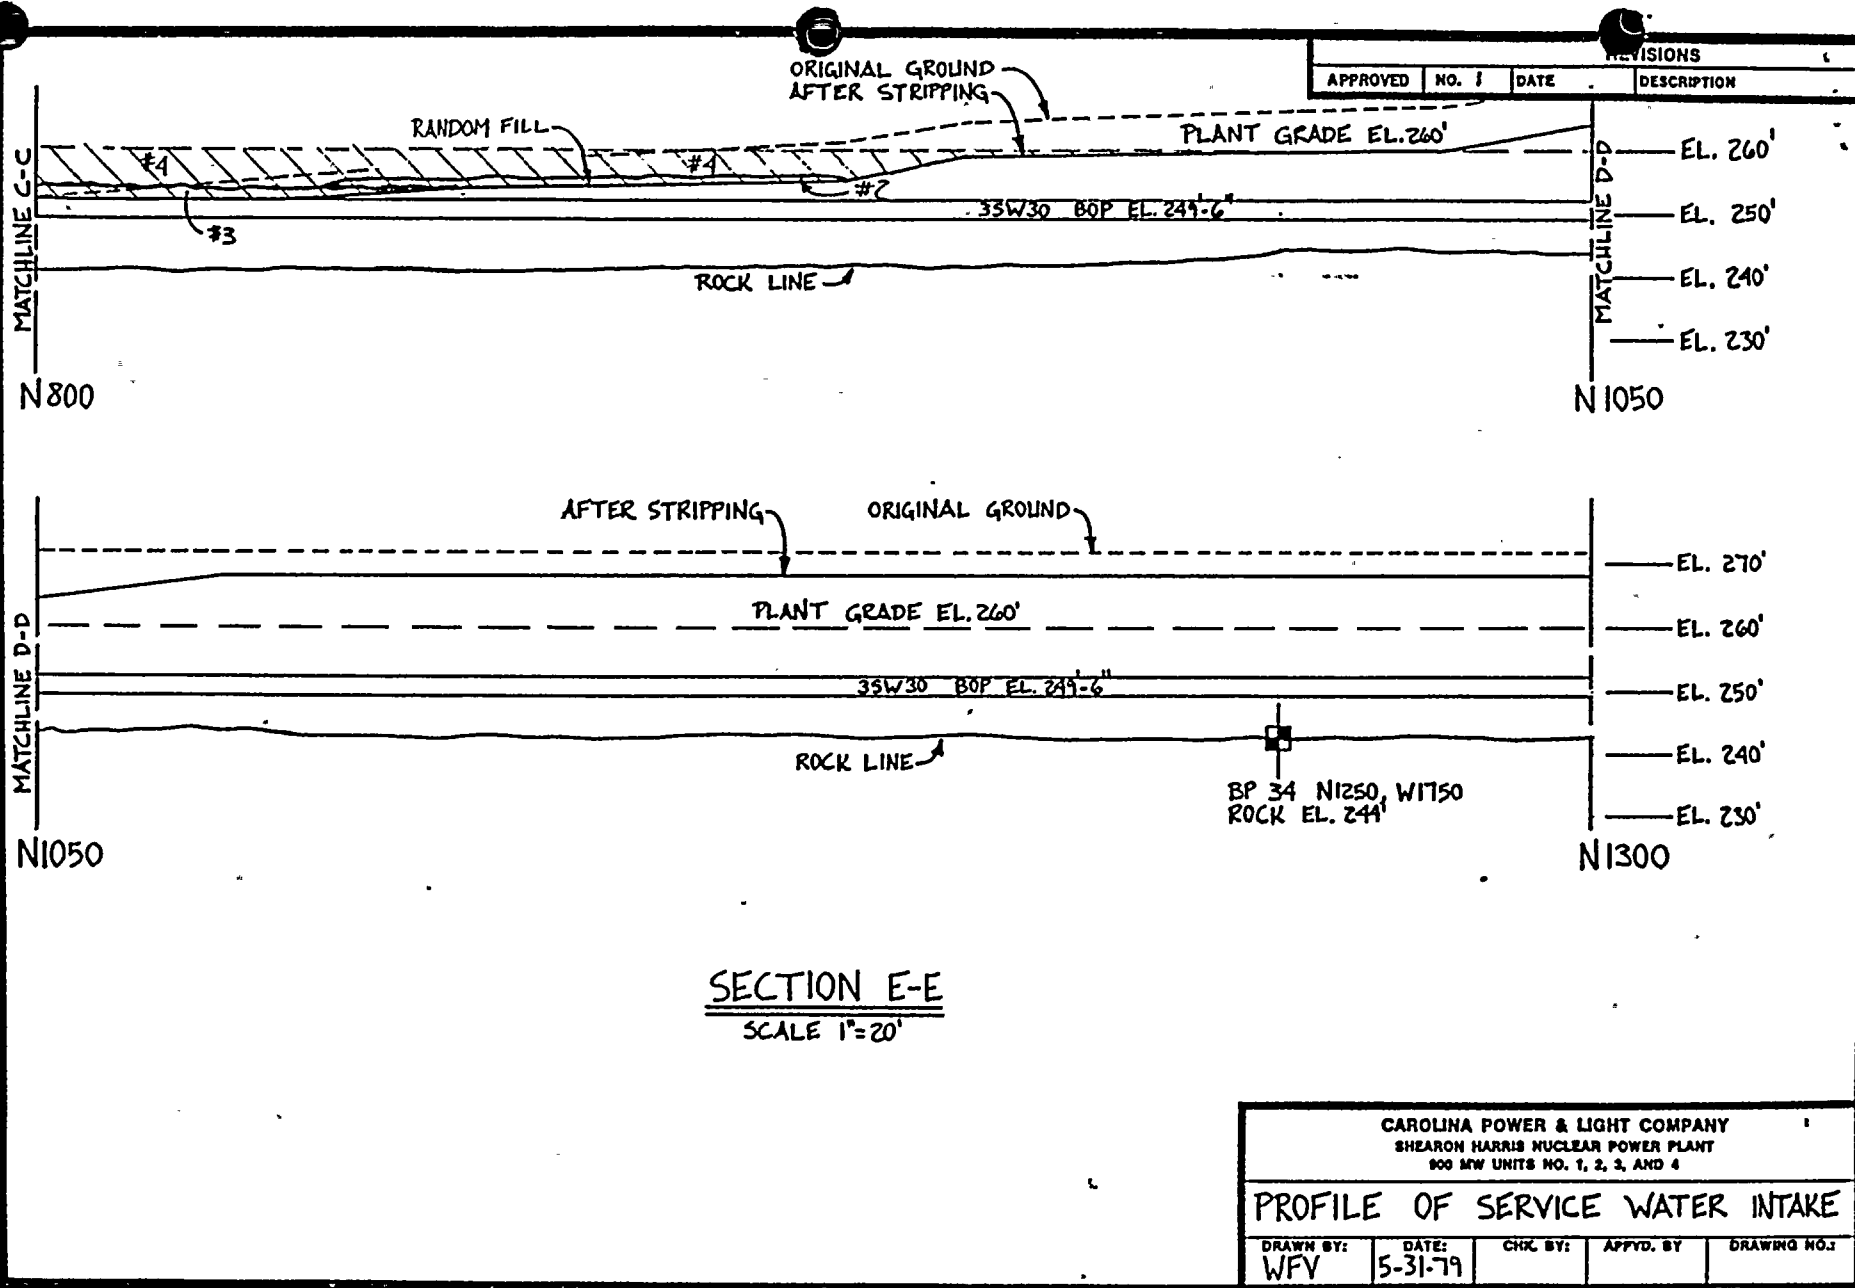 REVISIONS
APPROVED NO. DATE DESCRIPTION
ORIGINAL GROUND
AFTER STRIPPING
RANDOM FILL
PLANT GRADE EL. 260'
#4
#4
#2
#3
3SW30 BOP EL. 249'-6"
ROCK LINE
MATCHLINE C-C
MATCHLINE D-D
EL. 260'
EL. 250'
EL. 240'
EL. 230'
N800
N1050
AFTER STRIPPING
ORIGINAL GROUND
PLANT GRADE EL. 260'
3SW30 BOP EL. 249'-6"
ROCK LINE
BP 34 N1250, W1750
ROCK EL. 244'
MATCHLINE D-D
EL. 270'
EL. 260'
EL. 250'
EL. 240'
EL. 230'
N1050
N1300
SECTION E-E
SCALE 1"=20'
CAROLINA POWER & LIGHT COMPANY
SHEARON HARRIS NUCLEAR POWER PLANT
900 MW UNITS NO. 1, 2, 3, AND 4
PROFILE OF SERVICE WATER INTAKE
DRAWN BY: DATE: CHK. BY: APPVD. BY DRAWING NO.:
WFV 5-31-79